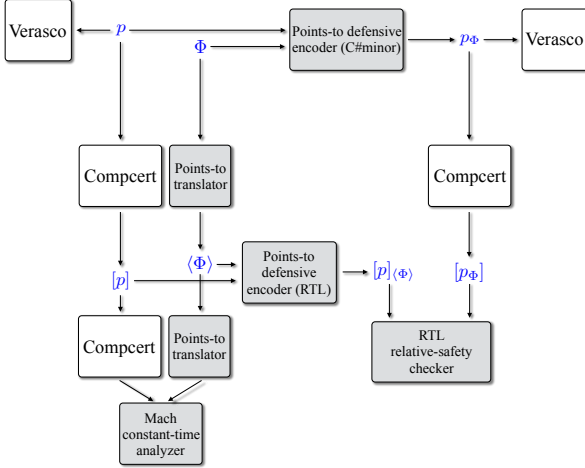 Verasco
p
Φ
Points-to defensive
encoder (C#minor)
p_Φ
Verasco
Compcert
Points-to
translator
Compcert
[p]
⟨Φ⟩
Points-to
defensive
encoder (RTL)
[p]_⟨Φ⟩
[p_Φ]
Compcert
Points-to
translator
RTL
relative-safety
checker
Mach
constant-time
analyzer